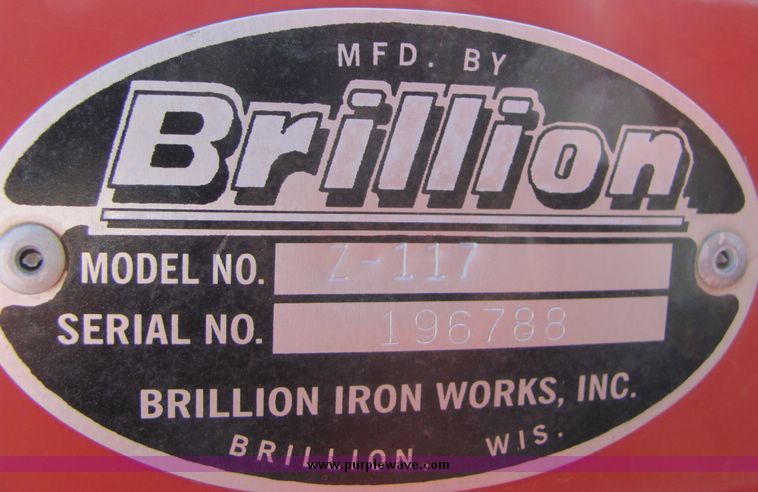 MFD. BY
Brillion
MODEL NO. Z-117
SERIAL NO. 196788
BRILLION IRON WORKS, INC.
BRILLION WIS.
www.purplewave.com